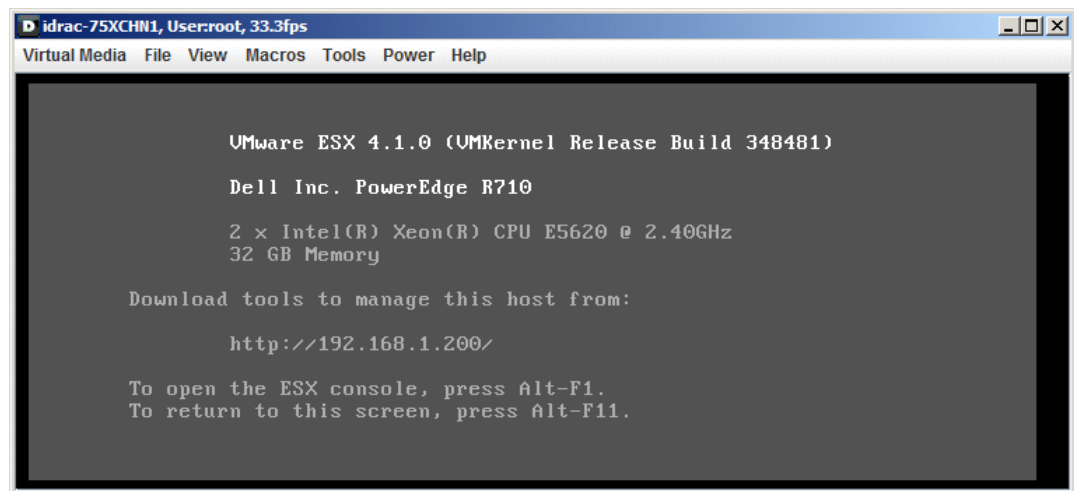 idrac-75XCHN1, User:root, 33.3fps
Virtual Media File View Macros Tools Power Help
VMware ESX 4.1.0 (VMKernel Release Build 348481)
Dell Inc. PowerEdge R710
2 x Intel(R) Xeon(R) CPU E5620 @ 2.40GHz
32 GB Memory
Download tools to manage this host from:
http://192.168.1.200/
To open the ESX console, press Alt-F1.
To return to this screen, press Alt-F11.